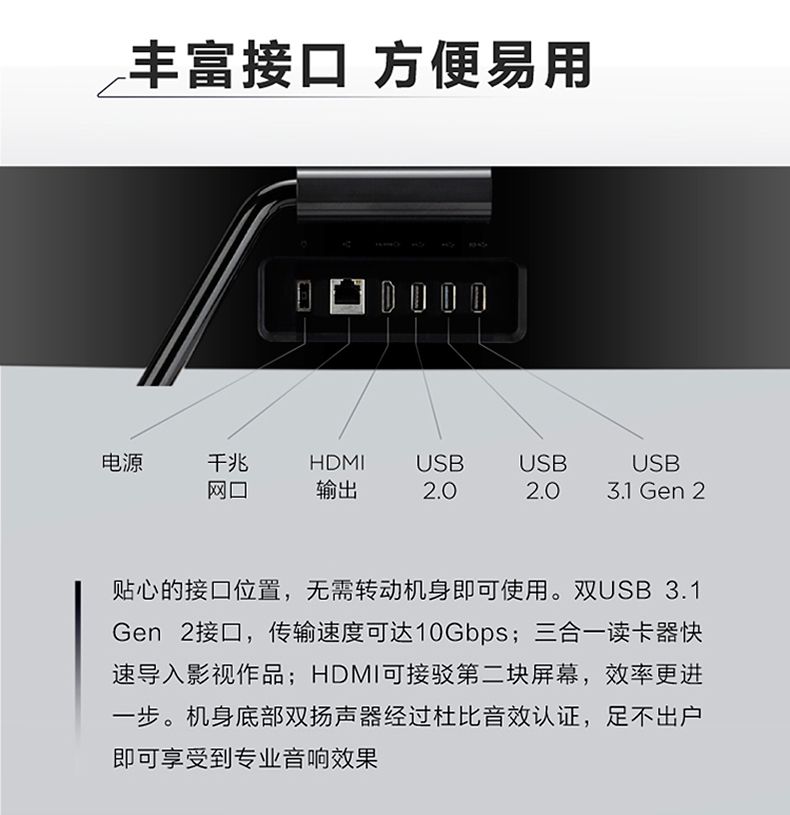 丰富接口 方便易用
电源 千兆 HDMI USB USB USB
网口 输出 2.0 2.0 3.1 Gen 2
贴心的接口位置，无需转动机身即可使用。双USB 3.1
Gen 2接口，传输速度可达10Gbps；三合一读卡器快
速导入影视作品；HDMI可接驳第二块屏幕，效率更进
一步。机身底部双扬声器经过杜比音效认证，足不出户
即可享受到专业音响效果